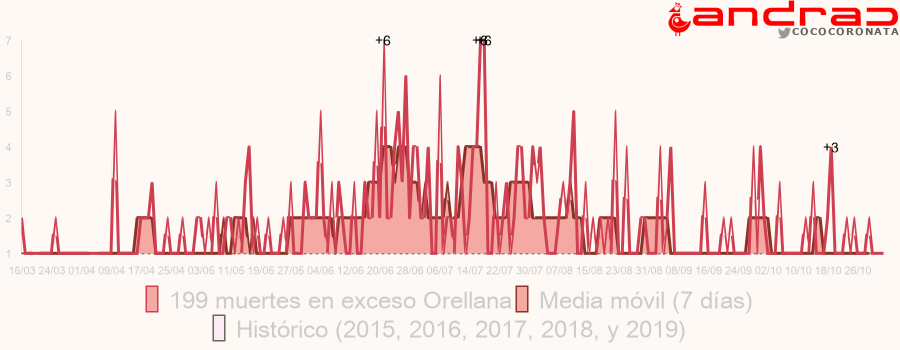 andrac
COCOCORONATA
+6 +6
+3
7
6
5
4
3
2
1
16/03 24/03 01/04 09/04 17/04 25/04 03/05 11/05 19/05 27/05 04/06 12/06 20/06 28/06 06/07 14/07 22/07 30/07 07/08 15/08 23/08 31/08 08/09 16/09 24/09 02/10 10/10 18/10 26/10
199 muertes en exceso Orellana Media móvil (7 días)
Histórico (2015, 2016, 2017, 2018, y 2019)